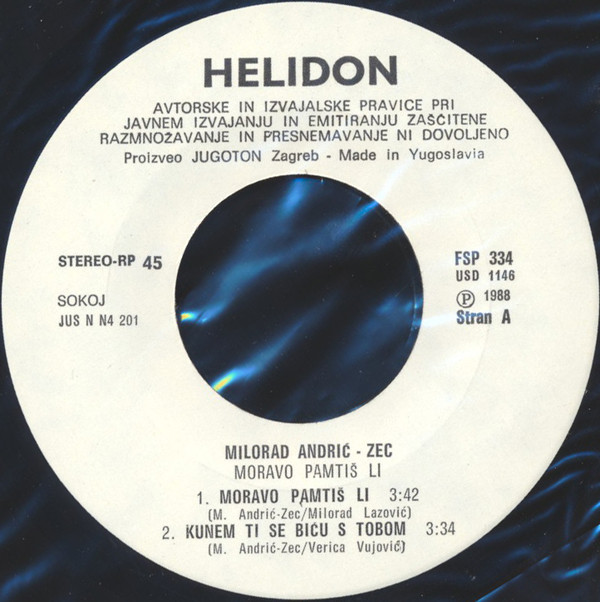 HELIDON
AVTORSKE IN IZVAJALSKE PRAVICE PRI
JAVNEM IZVAJANJU IN EMITIRANJU ZAŠČITENE
RAZMNOŽAVANJE IN PRESNEMAVANJE NI DOVOLJENO
Proizveo JUGOTON Zagreb - Made in Yugoslavia
STEREO-RP 45
SOKOJ
JUS N N4 201
FSP 334
USD 1146
Ⓟ 1988
Stran A
MILORAD ANDRIĆ - ZEC
MORAVO PAMTIŠ LI
1. MORAVO PAMTIŠ LI 3:42
(M. Andrić-Zec/Milorad Lazović)
2. KUNEM TI SE BIĆU S TOBOM 3:34
(M. Andrić-Zec/Verica Vujović)